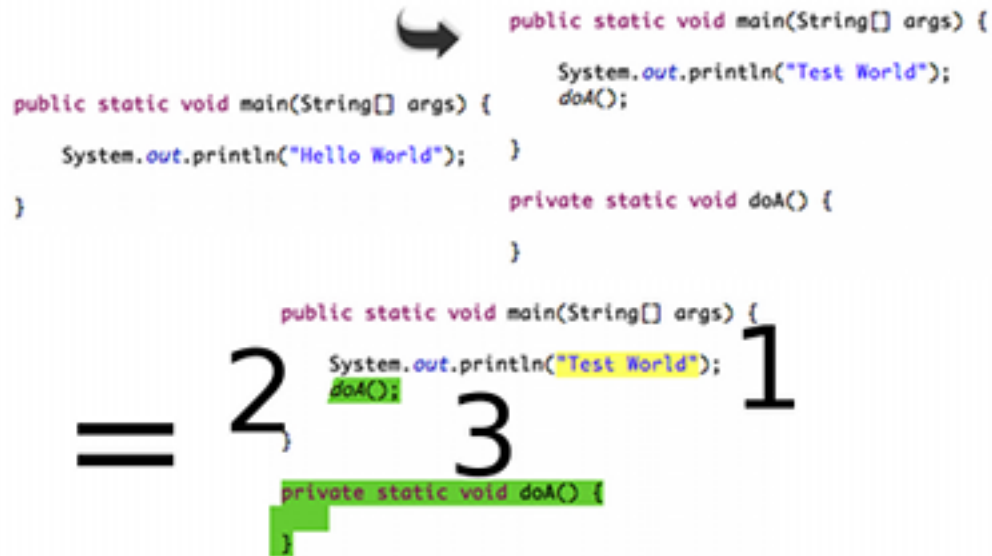 public static void main(String[] args) {
System.out.println("Hello World");
}
public static void main(String[] args) {
System.out.println("Test World");
doA();
}
private static void doA() {
}
=
public static void main(String[] args) {
System.out.println("Test World");
1
2
doA();
3
}
private static void doA() {
}